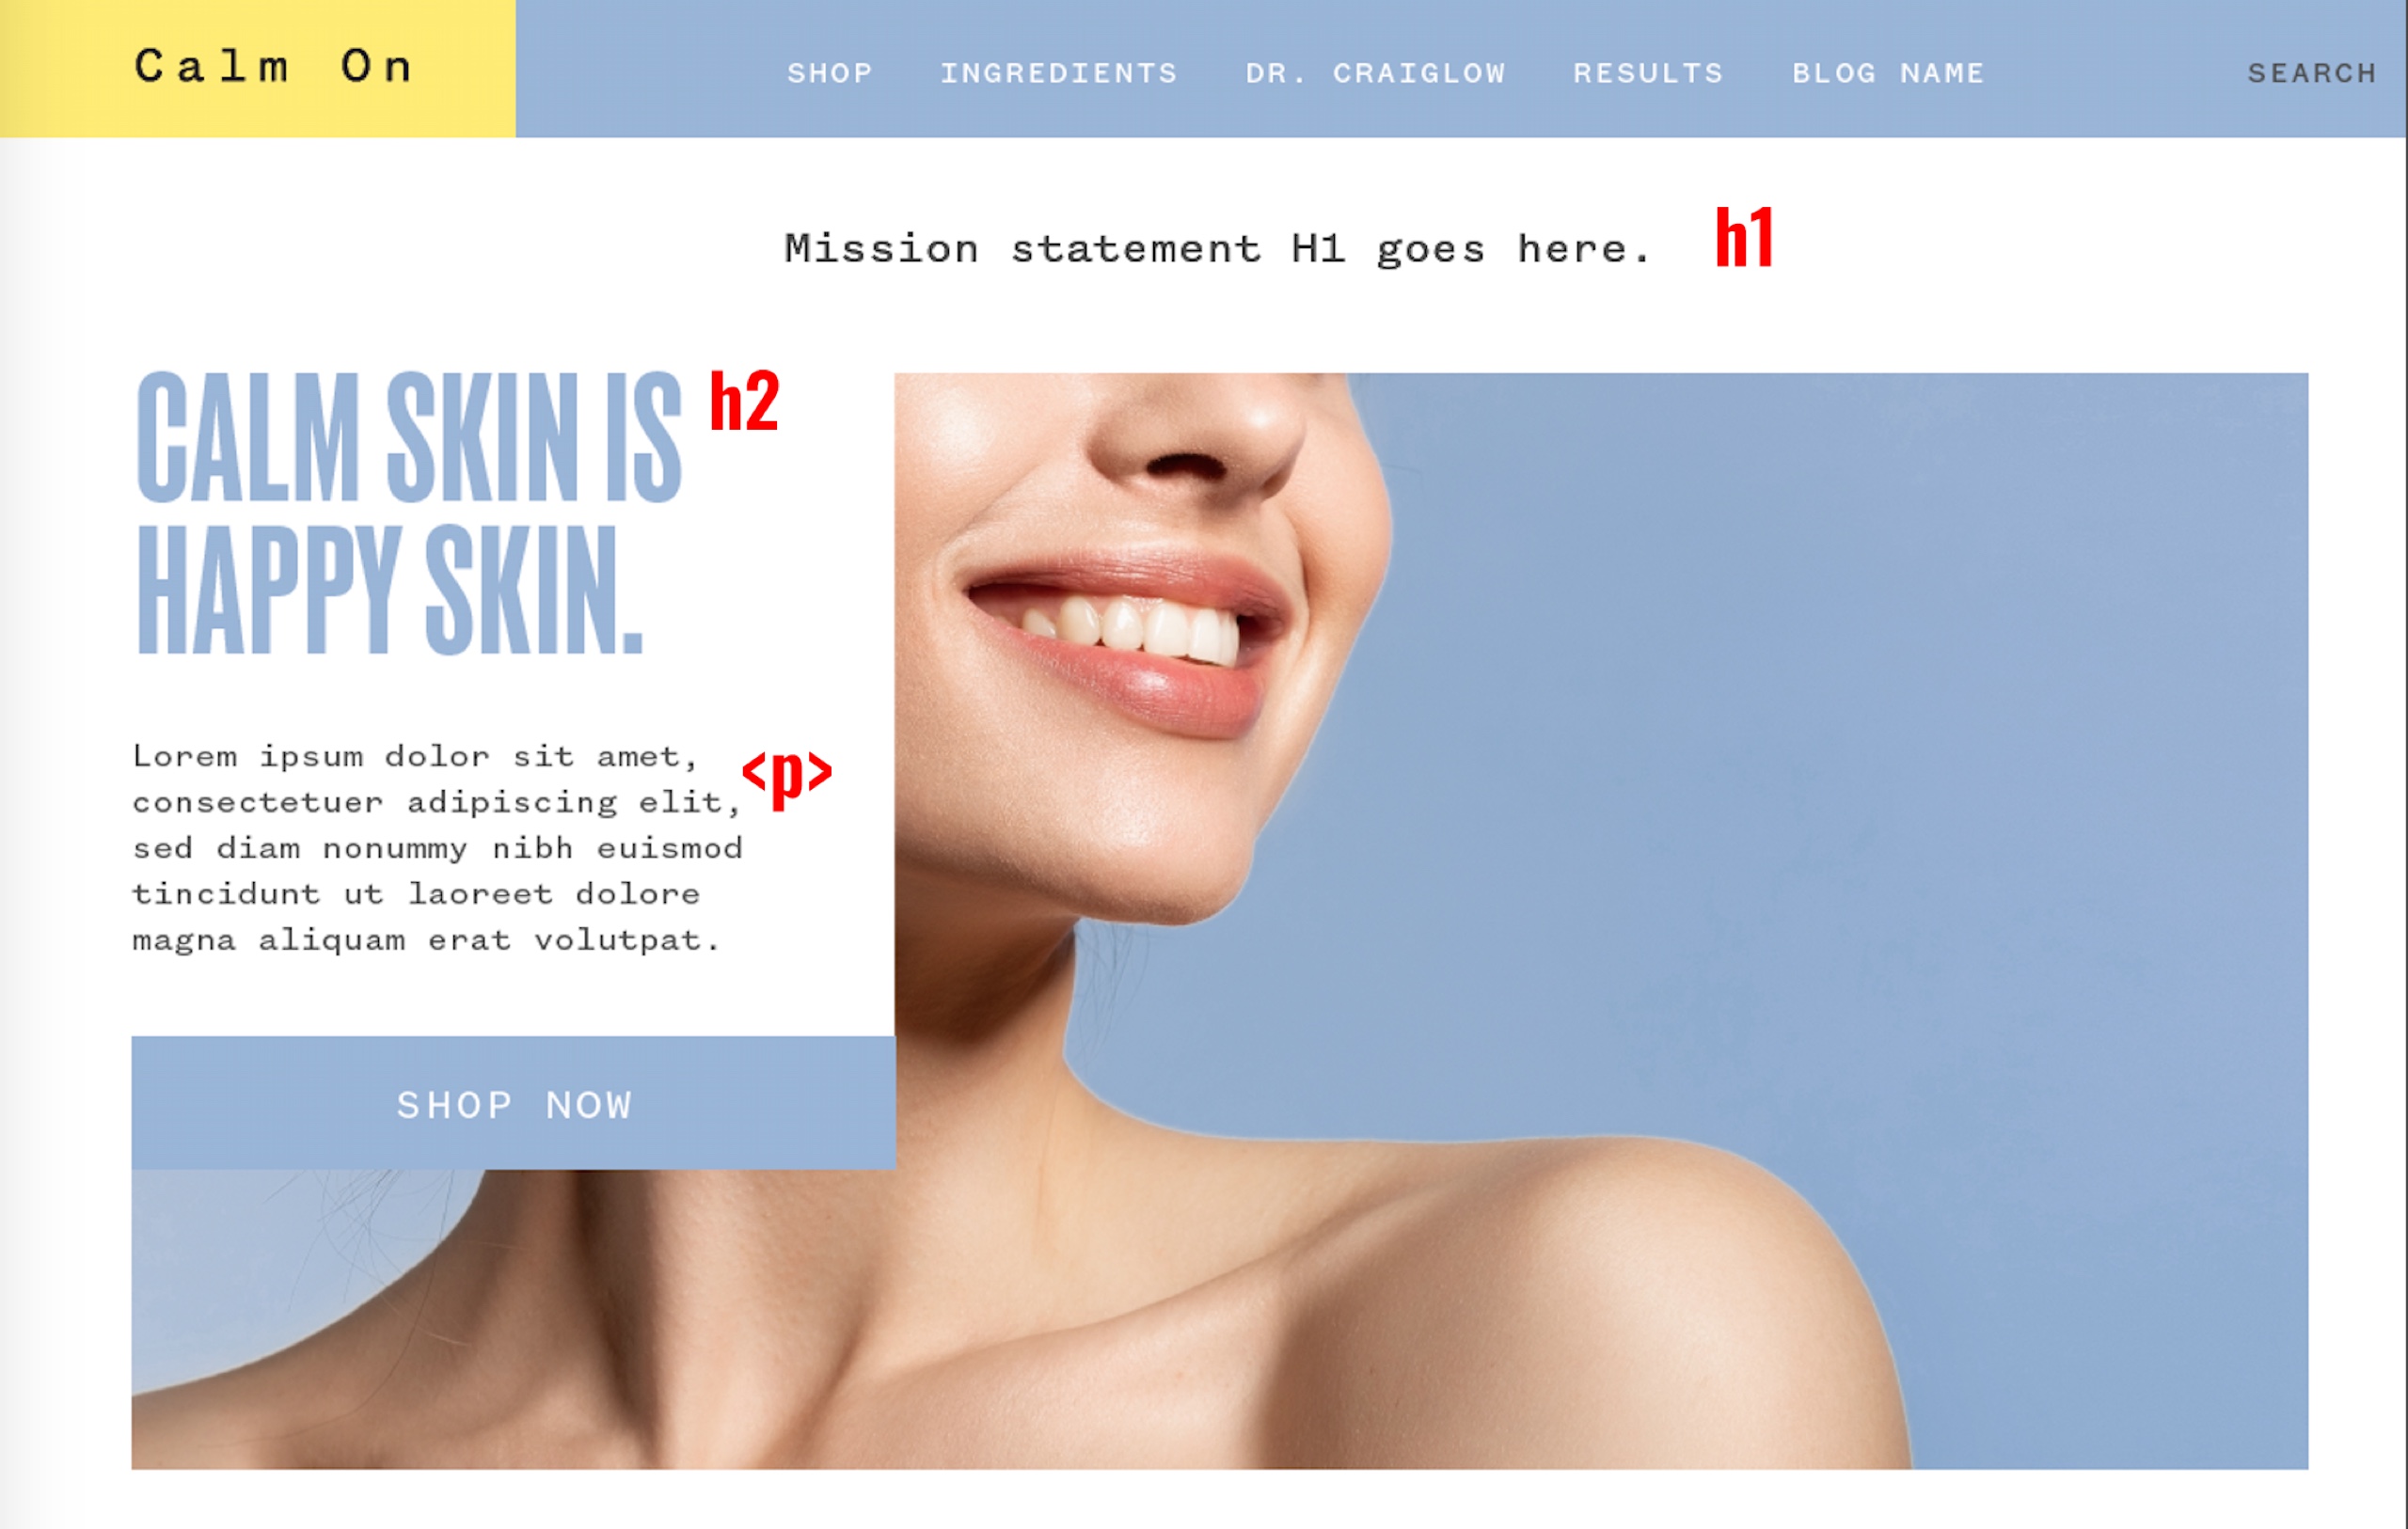 Calm On
SHOP INGREDIENTS DR. CRAIGLOW RESULTS BLOG NAME SEARCH
Mission statement H1 goes here. h1
CALM SKIN IS h2
HAPPY SKIN.
Lorem ipsum dolor sit amet,
<p>
consectetuer adipiscing elit,
sed diam nonummy nibh euismod
tincidunt ut laoreet dolore
magna aliquam erat volutpat.
SHOP NOW